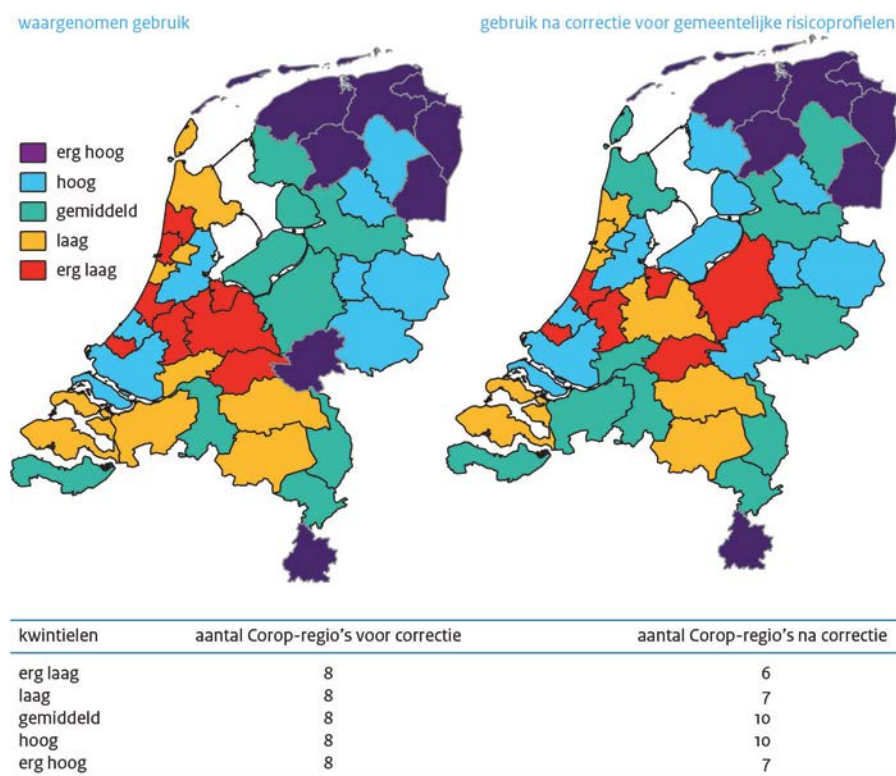 waargenomen gebruik
gebruik na correctie voor gemeentelijke risicoprofielen
erg hoog
hoog
gemiddeld
laag
erg laag
kwintielen aantal Corop-regio's voor correctie aantal Corop-regio's na correctie
erg laag 8 6
laag 8 7
gemiddeld 8 10
hoog 8 10
erg hoog 8 7